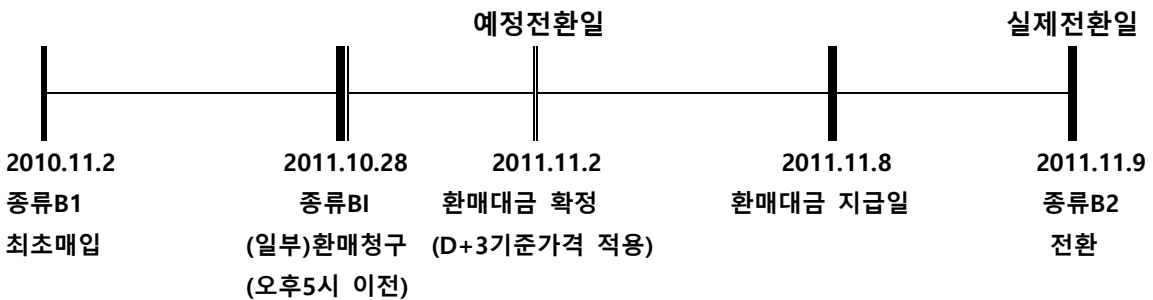 예정전환일 실제전환일
2010.11.2 2011.10.28 2011.11.2 2011.11.8 2011.11.9
종류B1 종류BI 환매대금 확정 환매대금 지급일 종류B2
최초매입 (일부)환매청구 (D+3기준가격 적용) 전환
(오후5시 이전)